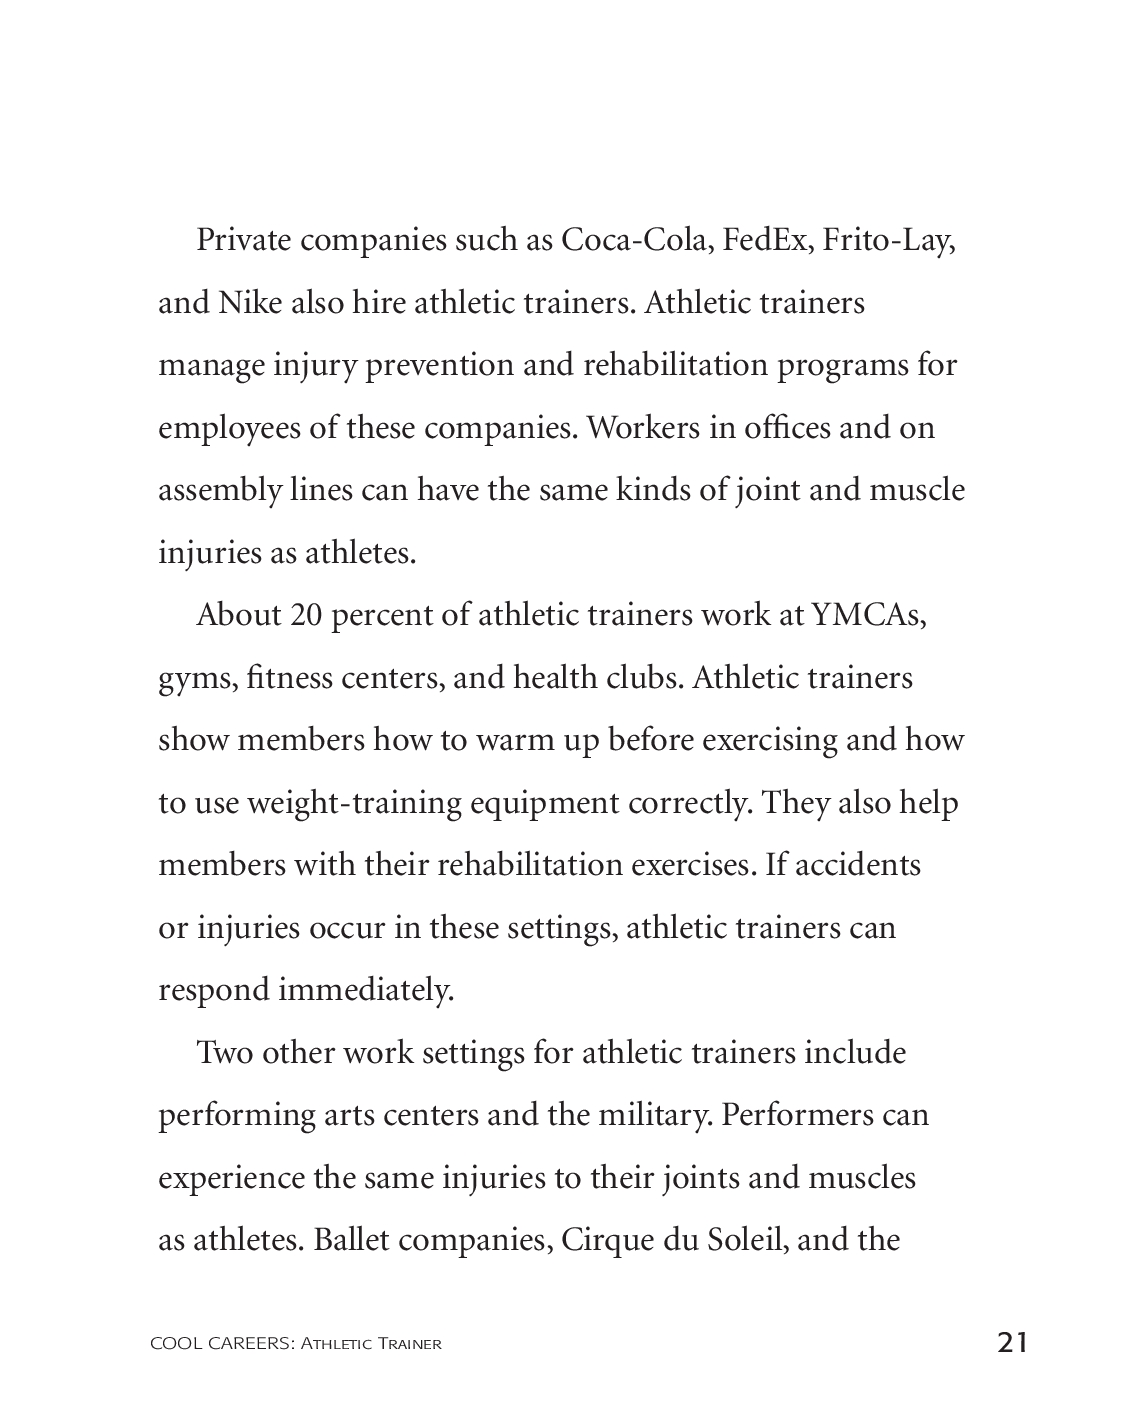 Private companies such as Coca-Cola, FedEx, Frito-Lay,
and Nike also hire athletic trainers. Athletic trainers
manage injury prevention and rehabilitation programs for
employees of these companies. Workers in offices and on
assembly lines can have the same kinds of joint and muscle
injuries as athletes.
About 20 percent of athletic trainers work at YMCAs,
gyms, fitness centers, and health clubs. Athletic trainers
show members how to warm up before exercising and how
to use weight-training equipment correctly. They also help
members with their rehabilitation exercises. If accidents
or injuries occur in these settings, athletic trainers can
respond immediately.
Two other work settings for athletic trainers include
performing arts centers and the military. Performers can
experience the same injuries to their joints and muscles
as athletes. Ballet companies, Cirque du Soleil, and the
COOL CAREERS: Athletic Trainer 21